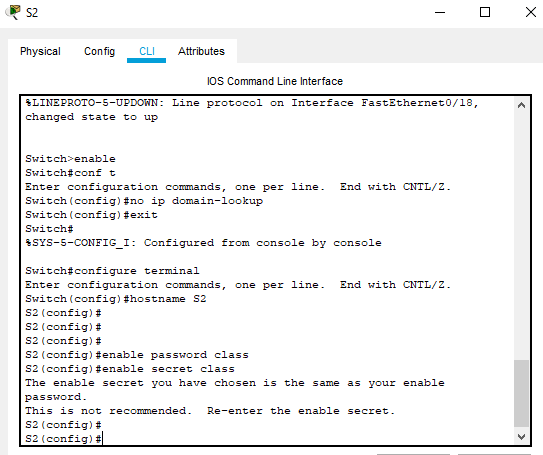 S2
Physical Config CLI Attributes
IOS Command Line Interface
%LINEPROTO-5-UPDOWN: Line protocol on Interface FastEthernet0/18,
changed state to up
Switch>enable
Switch#conf t
Enter configuration commands, one per line.  End with CNTL/Z.
Switch(config)#no ip domain-lookup
Switch(config)#exit
Switch#
%SYS-5-CONFIG_I: Configured from console by console
Switch#configure terminal
Enter configuration commands, one per line.  End with CNTL/Z.
Switch(config)#hostname S2
S2(config)#
S2(config)#
S2(config)#
S2(config)#enable password class
S2(config)#enable secret class
The enable secret you have chosen is the same as your enable
password.
This is not recommended.  Re-enter the enable secret.
S2(config)#
S2(config)#